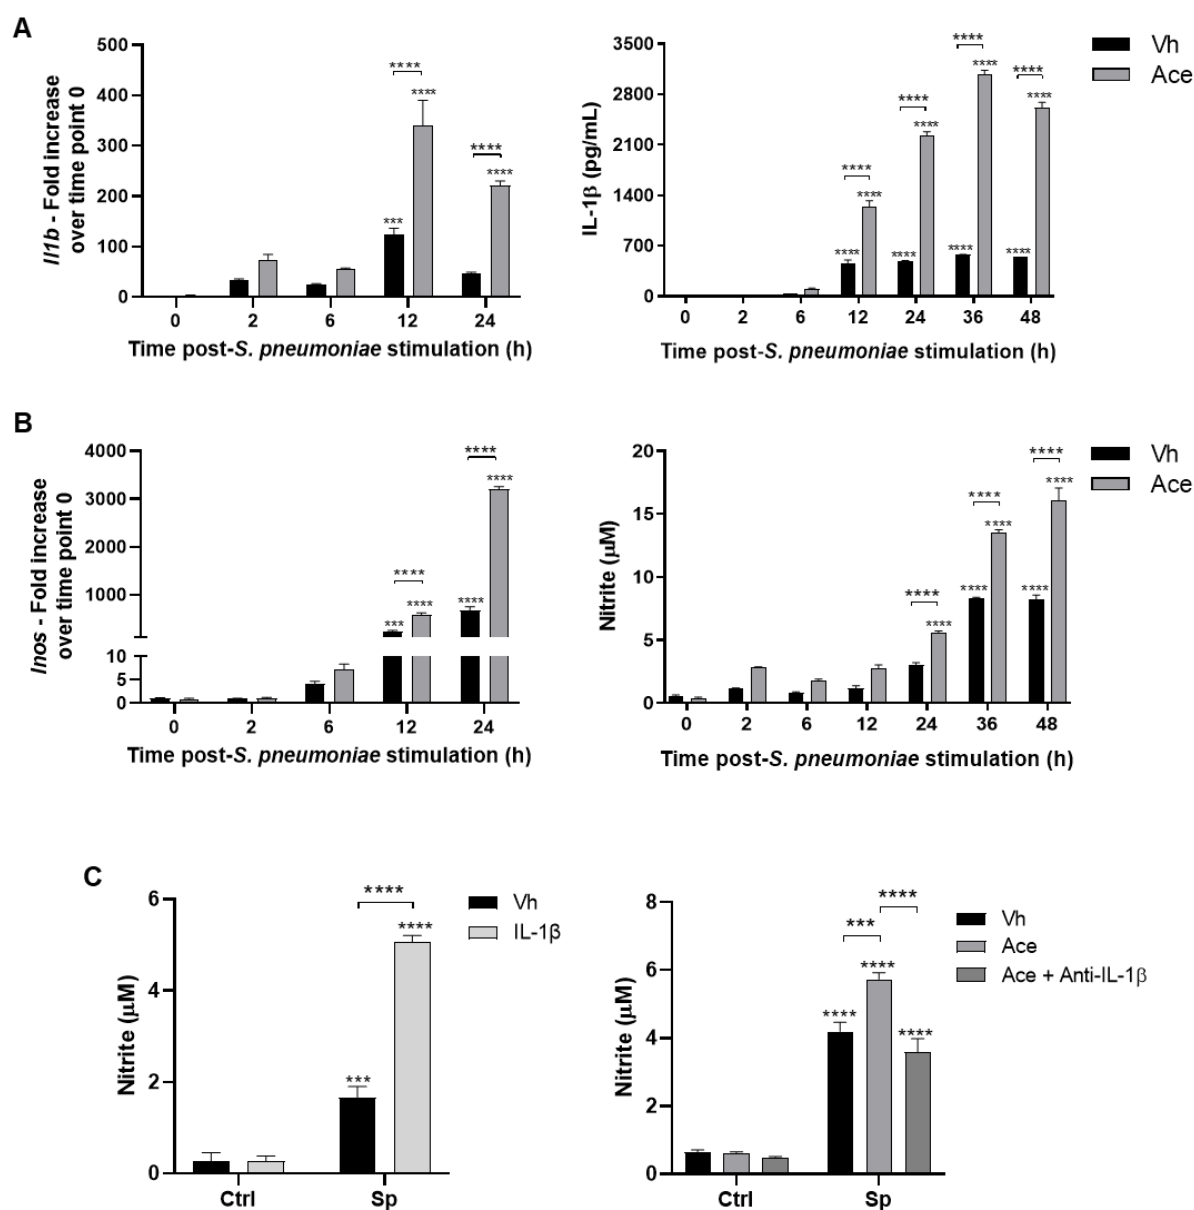 A
Il1b - Fold increase
over time point 0
500
400
300
200
100
0
****
****
****
****
***
0 2 6 12 24
Time post-S. pneumoniae stimulation (h)
IL-1β (pg/mL)
3500
2800
2100
1400
700
0
****
****
****
****
****
****
****
****
****
****
****
****
0 2 6 12 24 36 48
Time post-S. pneumoniae stimulation (h)
Vh
Ace
B
Inos - Fold increase
over time point 0
4000
3000
2000
1000
10
5
0
****
****
****
****
****
***
0 2 6 12 24
Time post-S. pneumoniae stimulation (h)
Nitrite (µM)
20
15
10
5
0
****
****
****
****
****
****
****
****
0 2 6 12 24 36 48
Time post-S. pneumoniae stimulation (h)
Vh
Ace
C
Nitrite (µM)
6
4
2
0
****
****
***
Ctrl Sp
Vh
IL-1β
Nitrite (µM)
8
6
4
2
0
****
***
****
****
****
Ctrl Sp
Vh
Ace
Ace + Anti-IL-1β